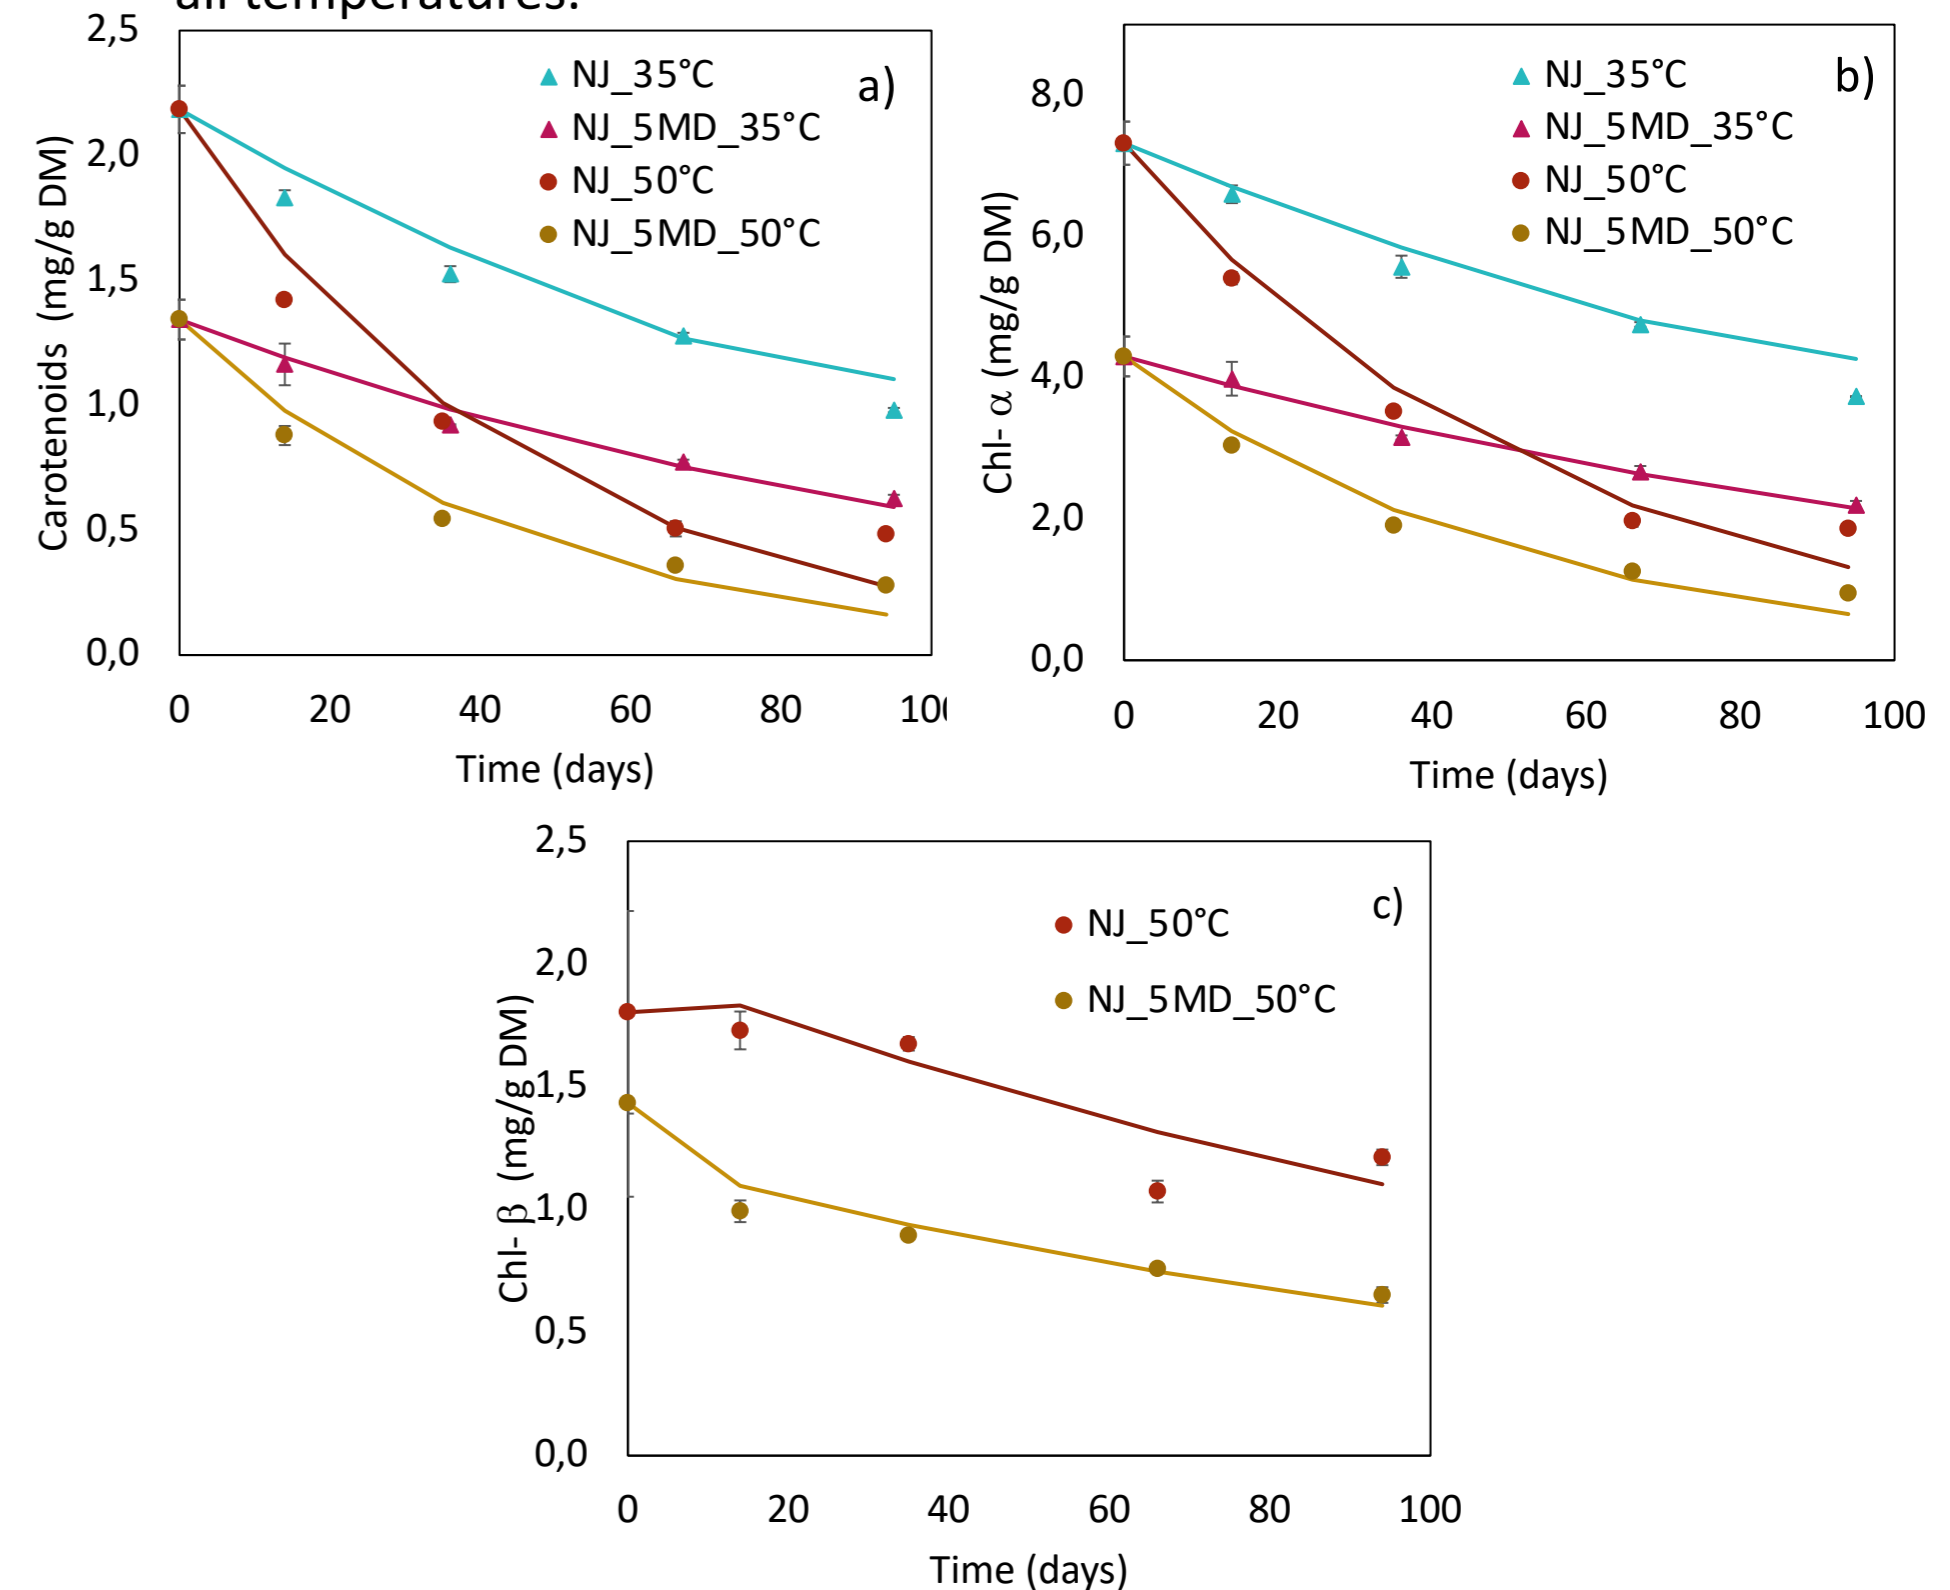 all temperatures.
2,5
2,0
1,5
1,0
0,5
0,0
Carotenoids (mg/g DM)
NJ_35°C
NJ_5MD_35°C
NJ_50°C
NJ_5MD_50°C
a)
0 20 40 60 80 100
Time (days)
8,0
6,0
4,0
2,0
0,0
Chl- α (mg/g DM)
NJ_35°C
NJ_5MD_35°C
NJ_50°C
NJ_5MD_50°C
b)
0 20 40 60 80 100
Time (days)
2,5
2,0
1,5
1,0
0,5
0,0
Chl- β (mg/g DM)
NJ_50°C
NJ_5MD_50°C
c)
0 20 40 60 80 100
Time (days)